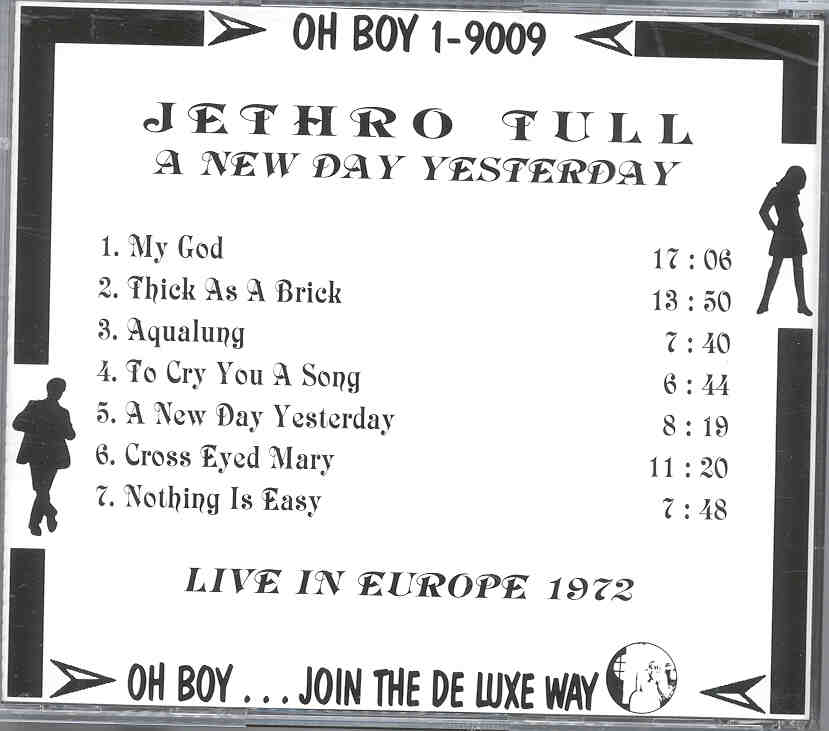 OH BOY 1-9009
JETHRO TULL
A NEW DAY YESTERDAY
1. My God 17 : 06
2. Thick As A Brick 13 : 50
3. Aqualung 7 : 40
4. To Cry You A Song 6 : 44
5. A New Day Yesterday 8 : 19
6. Cross Eyed Mary 11 : 20
7. Nothing Is Easy 7 : 48
LIVE IN EUROPE 1972
OH BOY . . . JOIN THE DE LUXE WAY